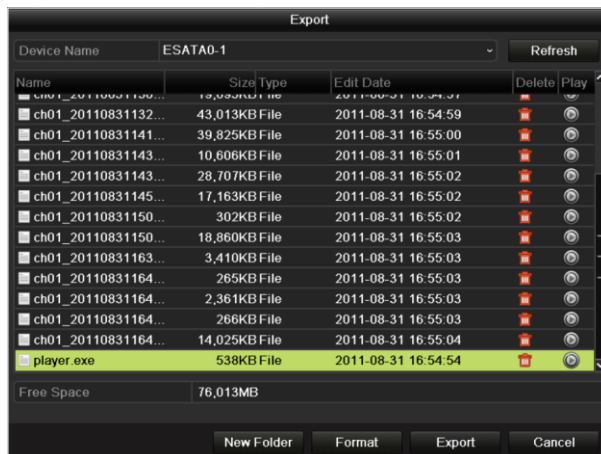 Export
Device Name ESATA0-1 Refresh
Name Size Type Edit Date Delete Play
ch01_20110831132... 43,013KB File 2011-08-31 16:54:59
ch01_20110831141... 39,825KB File 2011-08-31 16:55:00
ch01_20110831143... 10,606KB File 2011-08-31 16:55:01
ch01_20110831143... 28,707KB File 2011-08-31 16:55:02
ch01_20110831145... 17,163KB File 2011-08-31 16:55:02
ch01_20110831150... 302KB File 2011-08-31 16:55:02
ch01_20110831150... 18,860KB File 2011-08-31 16:55:03
ch01_20110831163... 3,410KB File 2011-08-31 16:55:03
ch01_20110831164... 265KB File 2011-08-31 16:55:03
ch01_20110831164... 2,361KB File 2011-08-31 16:55:03
ch01_20110831164... 266KB File 2011-08-31 16:55:03
ch01_20110831164... 14,025KB File 2011-08-31 16:55:04
player.exe 538KB File 2011-08-31 16:54:54
Free Space 76,013MB
New Folder Format Export Cancel